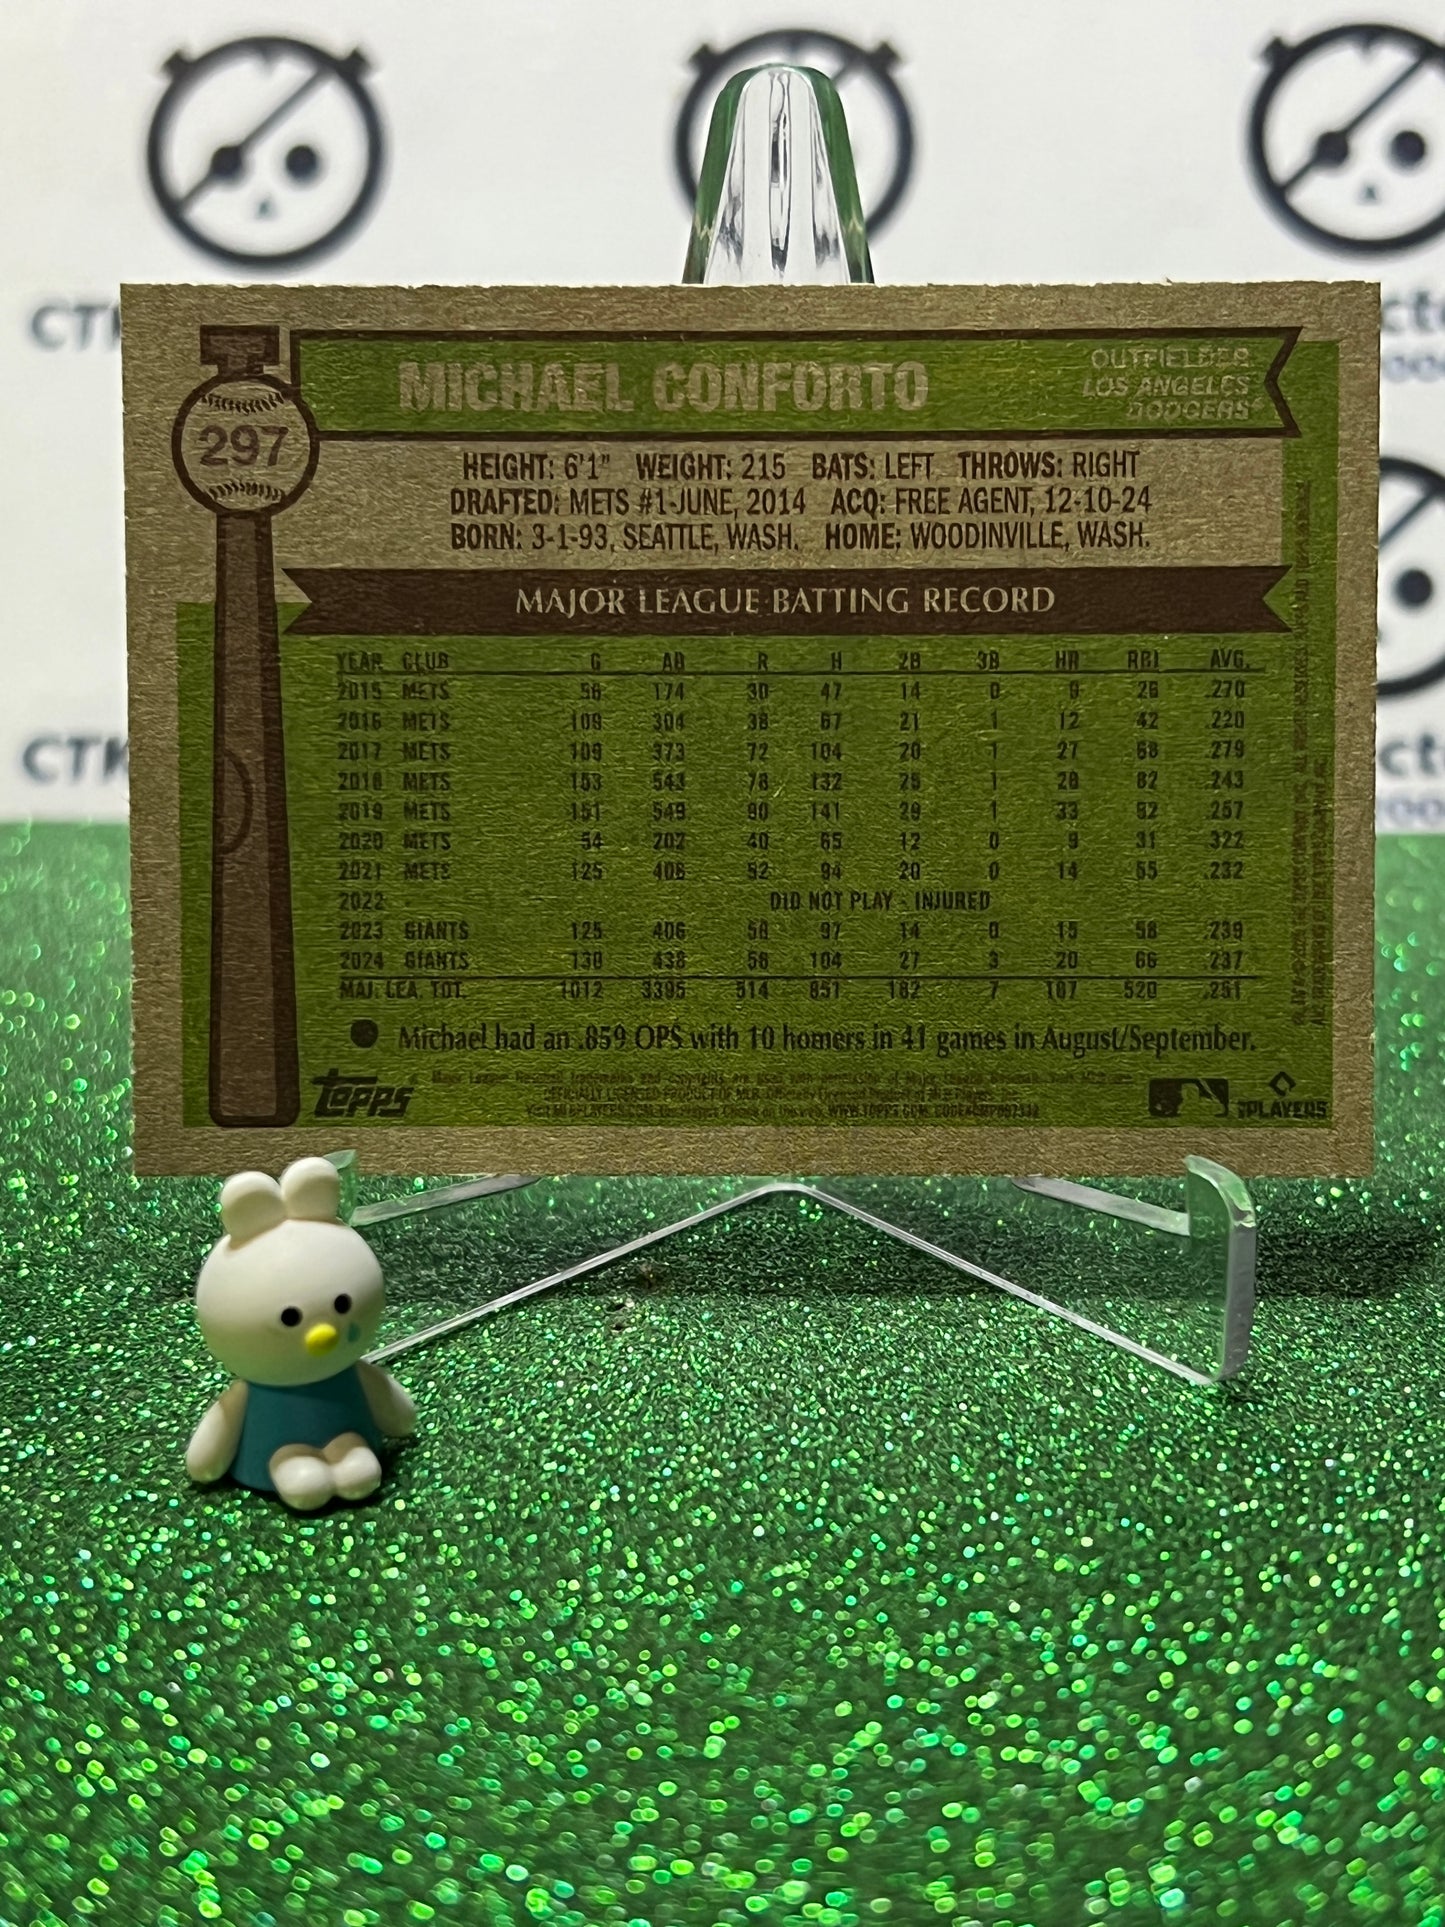 MICHAEL CONFORTO
OUTFIELDER
LOS ANGELES
DODGERS
297
HEIGHT: 6'1" WEIGHT: 215 BATS: LEFT THROWS: RIGHT
DRAFTED: METS #1-JUNE, 2014 ACQ: FREE AGENT, 12-10-24
BORN: 3-1-93, SEATTLE, WASH. HOME: WOODINVILLE, WASH.
MAJOR LEAGUE BATTING RECORD
YEAR CLUB G AB R H 2B 3B HR RBI AVG.
2015 METS 56 174 30 47 14 0 9 26 .270
2016 METS 109 304 38 67 21 1 12 42 .220
2017 METS 109 373 72 104 20 1 27 68 .279
2018 METS 153 543 78 132 25 1 28 82 .243
2019 METS 151 549 90 141 29 1 33 92 .257
2020 METS 54 202 40 65 12 0 9 31 .322
2021 METS 125 406 52 94 20 0 14 55 .232
2022 - DID NOT PLAY - INJURED
2023 GIANTS 125 406 58 97 14 0 15 58 .239
2024 GIANTS 130 438 56 104 27 3 20 66 .237
MAJ. LEA. TOT. 1012 3395 514 851 182 7 167 520 .251
Michael had an .859 OPS with 10 homers in 41 games in August/September.
topps
PLAYERS